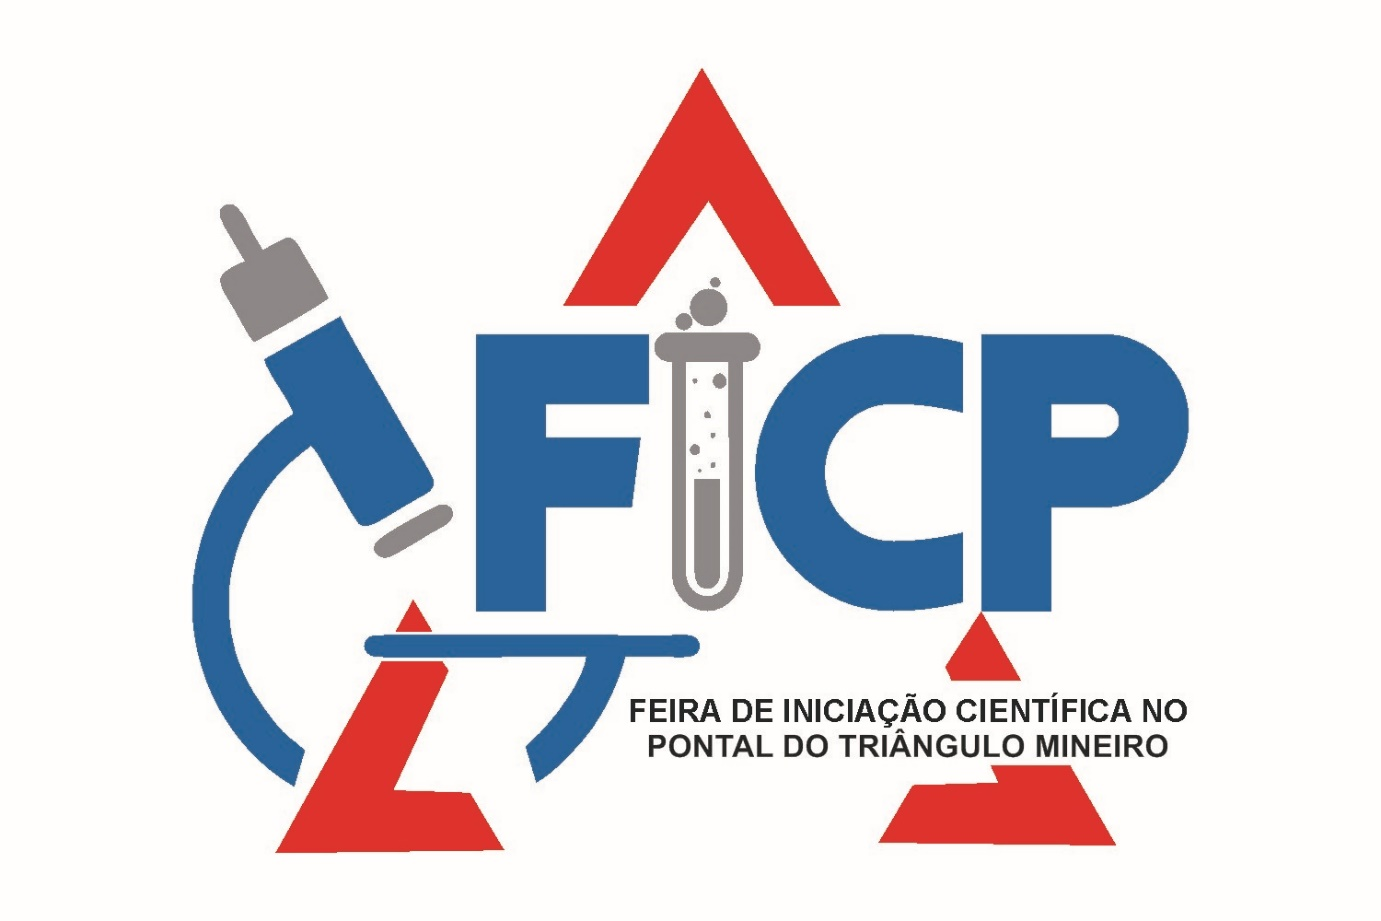 FICP
FEIRA DE INICIAÇÃO CIENTÍFICA NO
PONTAL DO TRIÂNGULO MINEIRO